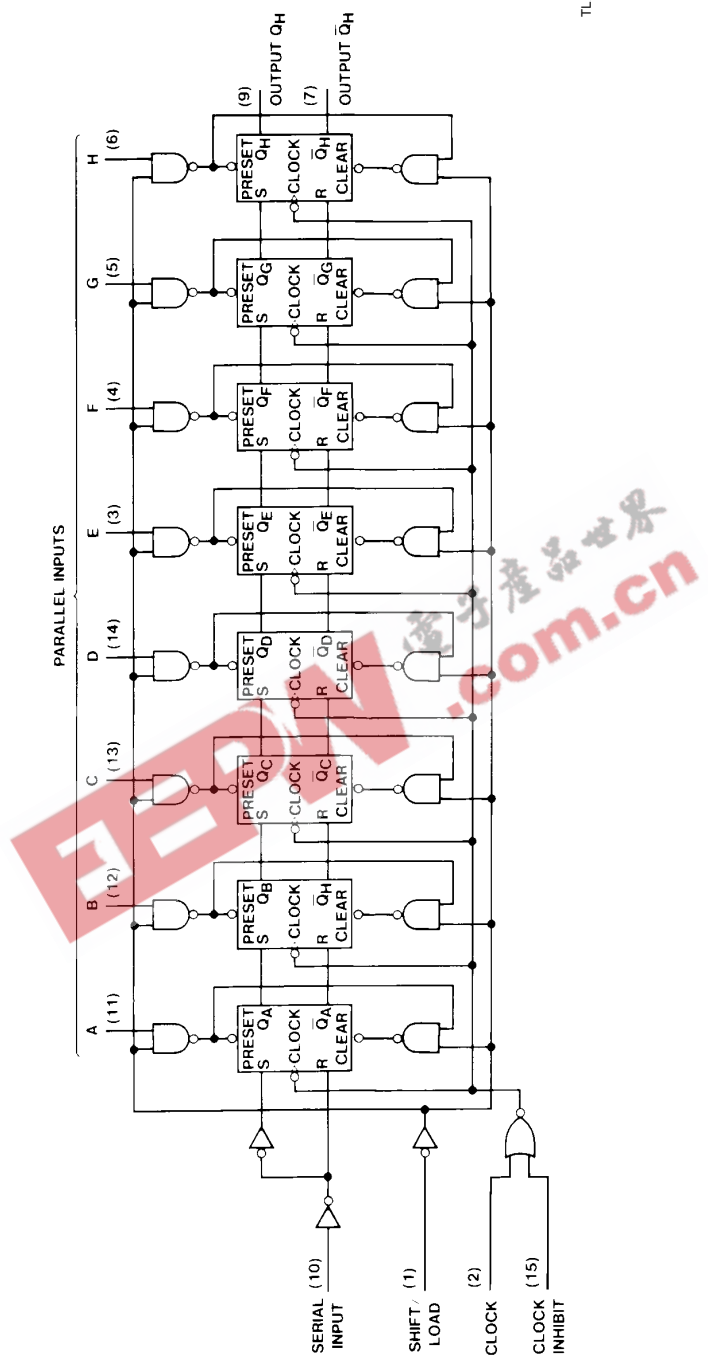 PARALLEL INPUTS
A B C D E F G H
(11) (12) (13) (14) (3) (4) (5) (6)
PRESET PRESET PRESET PRESET PRESET PRESET PRESET PRESET
S QA S QB S QC S QD S QE S QF S QG S QH
(9) OUTPUT QH
CLOCK CLOCK CLOCK CLOCK CLOCK CLOCK CLOCK CLOCK
R Q̄A R Q̄H R Q̄C R Q̄D R Q̄E R Q̄F R Q̄G R Q̄H
(7) OUTPUT Q̄H
CLEAR CLEAR CLEAR CLEAR CLEAR CLEAR CLEAR CLEAR
SERIAL (10)
INPUT
SHIFT/ (1)
LOAD
CLOCK (2)
CLOCK (15)
INHIBIT
TL
EEPW
電子產品世界
.com.cn